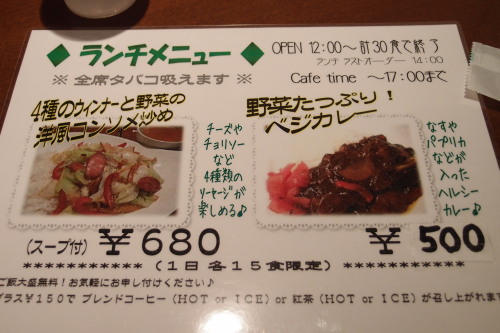 ◆ ランチメニュー ◆
OPEN 12:00～計30食で終了
ランチ ラストオーダー 14:00
※ 全席タバコ吸えます ※
Cafe time ～17:00まで
4種のウィンナーと野菜の
洋風コンソメ炒め
チーズや
チョリソー
など
4種類の
ソーセージが
楽しめる♪
(スープ付) ¥680
野菜たっぷり！
ベジカレー
なすや
パプリカ
などが
入った
ヘルシー
カレー♪
¥500
***********（1日各15食限定）***********
ご飯大盛無料！お気軽にお申し付けください♪
プラス¥150で ブレンドコーヒー（HOT or ICE）or 紅茶（HOT or ICE）が召し上がれます